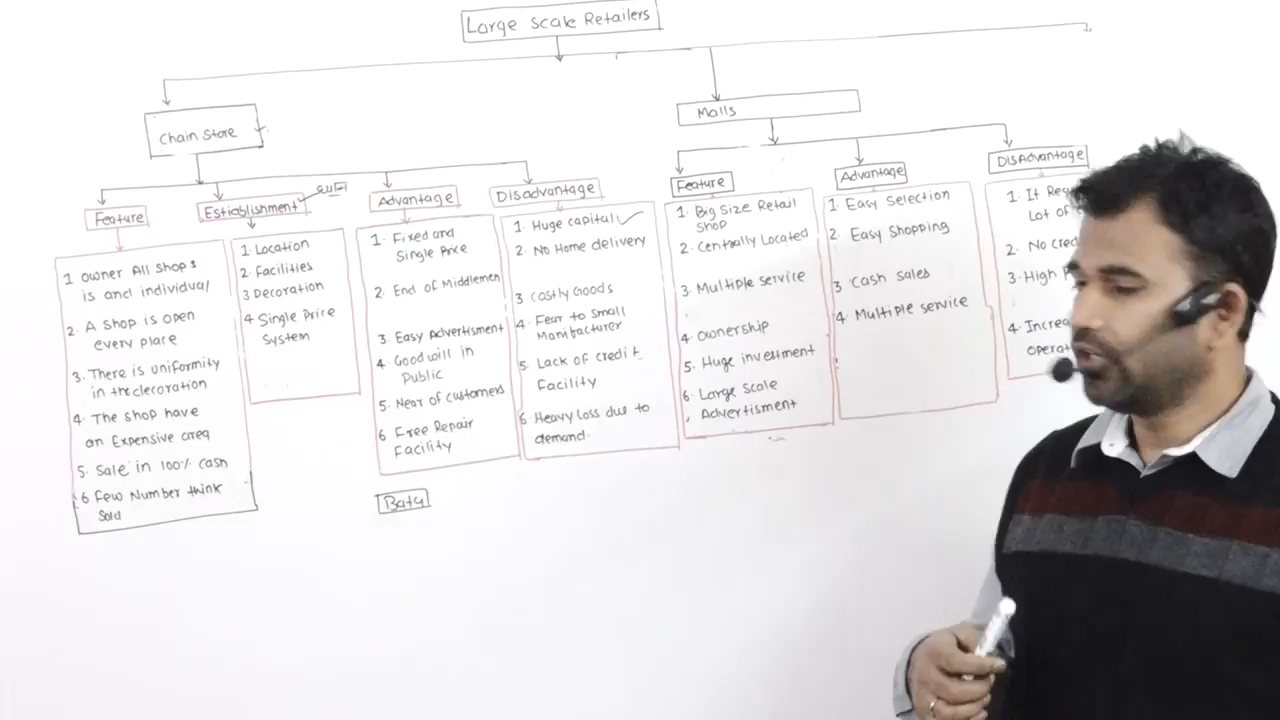 Large Scale Retailers
Chain Store
Feature
1 Owner All Shops
is and individual
2. A shop is open
every place
3. There is uniformity
in the decoration
4. The shop have
an Expensive area
5. Sale in 100% cash
6 Few Number think
Sold
Estiablishment
1. Location
2. Facilities
3 Decoration
4 Single Price
System
Advantage
1. Fixed and
Single Price
2. End of Middlemen
3. Easy Advertisment
4 Goodwill in
Public
5. Near of customers
6 Free Repair
Facility
Bata
DisAdvantage
1. Huge capital
2. No Home delivery
3 Costly Goods
4. Fear to Small
Manifacturer
5. Lack of credit
Facility
6. Heavy loss due to
demand.
Malls
Feature
1. Big Size Retail
Shop
2. Centrally Located
3. Multiple service
4. Ownership
5. Huge investment
6. Large Scale
Advertisment
Advantage
1. Easy Selection
2. Easy Shopping
3 Cash Sales
4. Multiple service
5
DisAdvantage
1. If
Lot of
2. No
3. High
4.